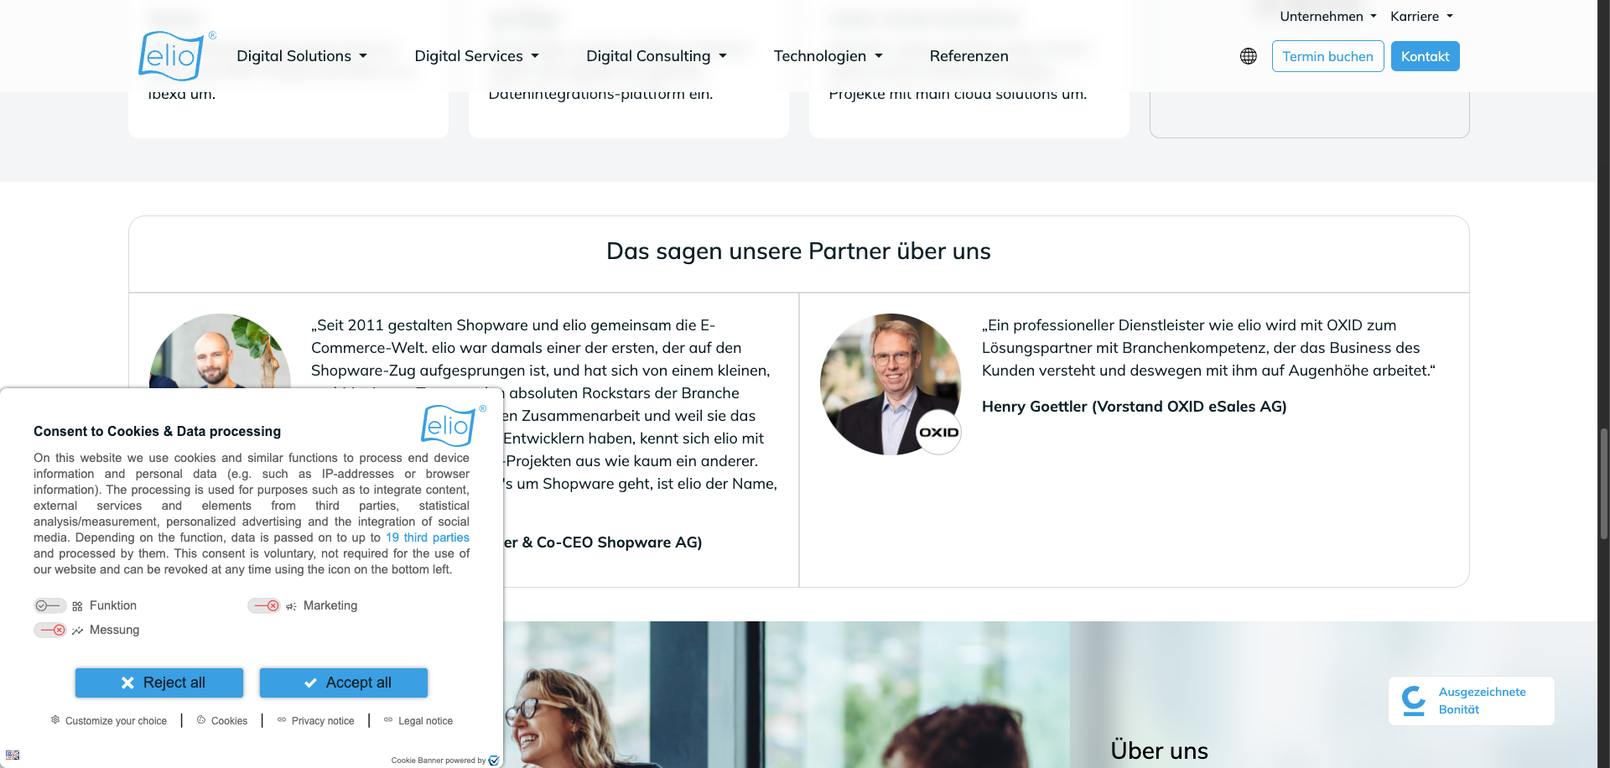 Unternehmen Karriere
elio®
Digital Solutions Digital Services Digital Consulting Technologien Referenzen
Termin buchen Kontakt
Ibexa um.
Datenintegrations-plattform ein.
Projekte mit main cloud solutions um.
Das sagen unsere Partner über uns
„Seit 2011 gestalten Shopware und elio gemeinsam die E-
Commerce-Welt. elio war damals einer der ersten, der auf den
Shopware-Zug aufgesprungen ist, und hat sich von einem kleinen,
absoluten Rockstars der Branche
en Zusammenarbeit und weil sie das
Entwicklern haben, kennt sich elio mit
-Projekten aus wie kaum ein anderer.
's um Shopware geht, ist elio der Name,
er & Co-CEO Shopware AG)
OXID
„Ein professioneller Dienstleister wie elio wird mit OXID zum
Lösungspartner mit Branchenkompetenz, der das Business des
Kunden versteht und deswegen mit ihm auf Augenhöhe arbeitet.“
Henry Goettler (Vorstand OXID eSales AG)
elio®
Consent to Cookies & Data processing
On this website we use cookies and similar functions to process end device
information and personal data (e.g. such as IP-addresses or browser
information). The processing is used for purposes such as to integrate content,
external services and elements from third parties, statistical
analysis/measurement, personalized advertising and the integration of social
media. Depending on the function, data is passed on to up to 19 third parties
and processed by them. This consent is voluntary, not required for the use of
our website and can be revoked at any time using the icon on the bottom left.
Funktion Marketing
Messung
Reject all Accept all
Customize your choice Cookies Privacy notice Legal notice
Cookie Banner powered by
Ausgezeichnete
Bonität
Über uns